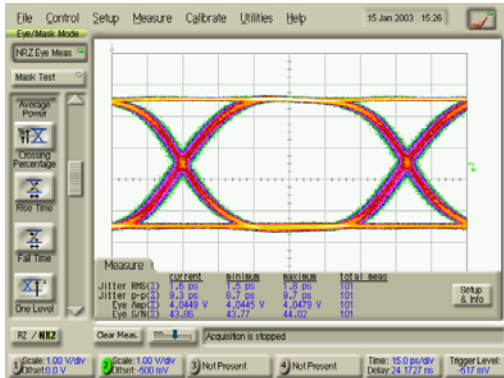 File Control Setup Measure Calibrate Utilities Help 15 Jan 2003 15:26
Eye/Mask Mode
NRZ Eye Meas
Mask Test
Average
Power
Crossing
Percentage
Rise Time
Fall Time
One Level
Measure
current minimum maximum total meas
Jitter RMS(2) 1.6 ps 1.5 ps 1.8 ps 101
Jitter p-p(2) 9.3 ps 6.7 ps 9.7 ps 101
Eye Amp(2) 4.0449 V 4.0445 V 4.0479 V 101
Eye S/N(2) 43.86 43.77 44.02 101
Setup
& Info
RZ / NRZ
Clear Meas.
Acquisition is stopped
1 Scale: 1.00 V/div
Offset: 0.0 V
2 Scale: 1.00 V/div
Offset: -500 mV
3 Not Present
4 Not Present
Time: 15.0 ps/div
Delay: 24.1727 ns
Trigger Level:
-517 mV